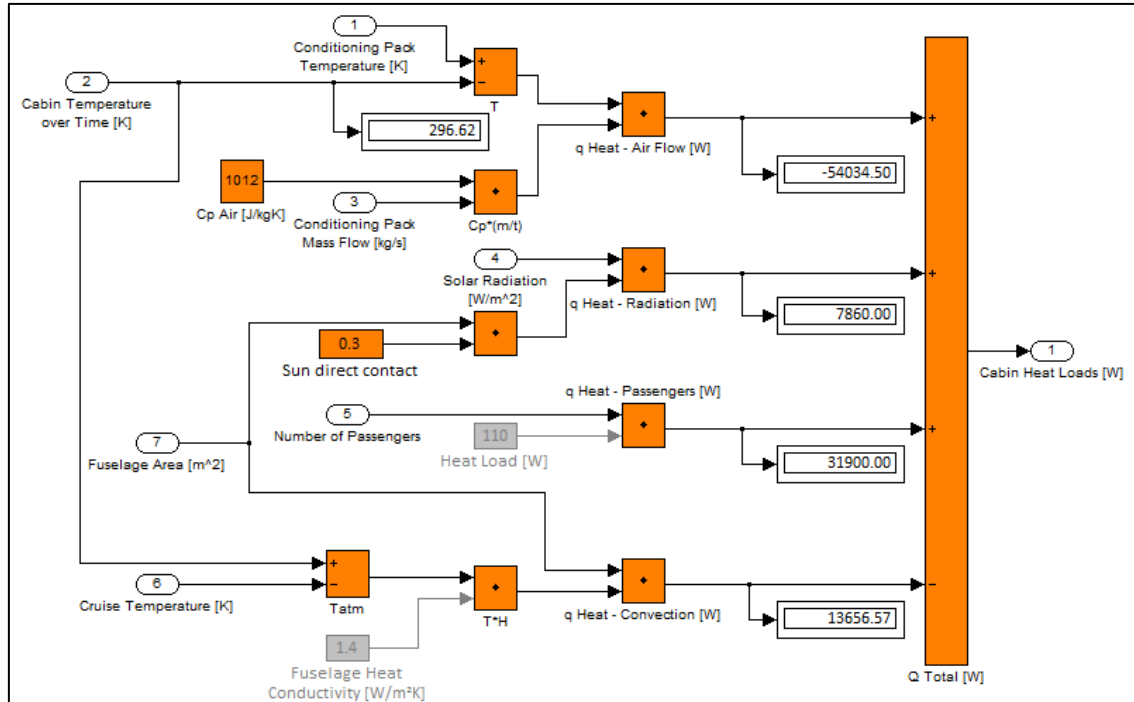 1
Conditioning Pack
Temperature [K]
+
−
T
2
Cabin Temperature
over Time [K]
296.62
q Heat - Air Flow [W]
+
-54034.50
1012
Cp Air [J/kgK]
3
Conditioning Pack
Mass Flow [kg/s]
Cp*(m/t)
4
Solar Radiation
[W/m^2]
q Heat - Radiation [W]
+
7860.00
0.3
Sun direct contact
1
Cabin Heat Loads [W]
q Heat - Passengers [W]
5
Number of Passengers
110
Heat Load [W]
+
31900.00
7
Fuselage Area [m^2]
6
Cruise Temperature [K]
+
−
Tatm
T*H
q Heat - Convection [W]
−
13656.57
1.4
Fuselage Heat
Conductivity [W/m²K]
Q Total [W]